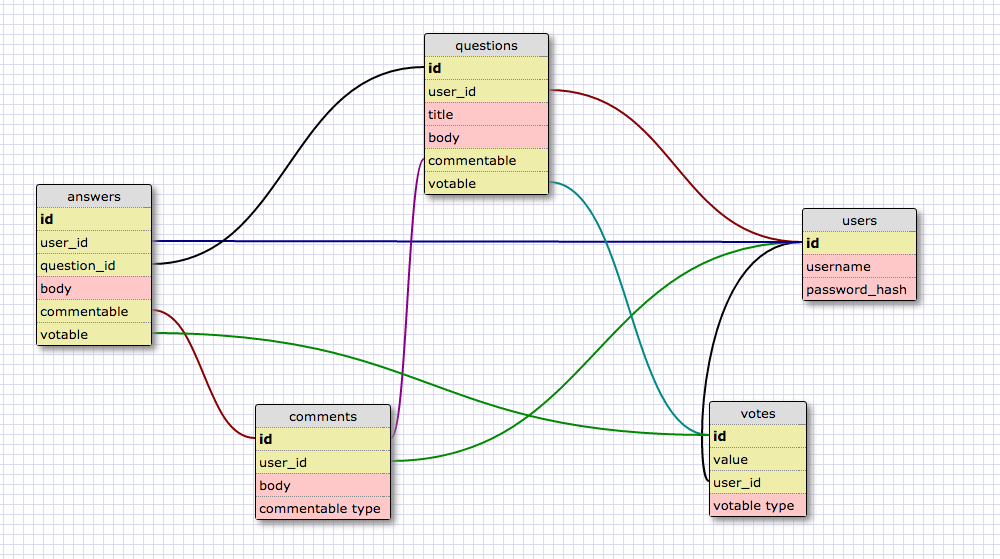 questions
id
user_id
title
body
commentable
votable
answers
id
user_id
question_id
body
commentable
votable
users
id
username
password_hash
comments
id
user_id
body
commentable type
votes
id
value
user_id
votable type